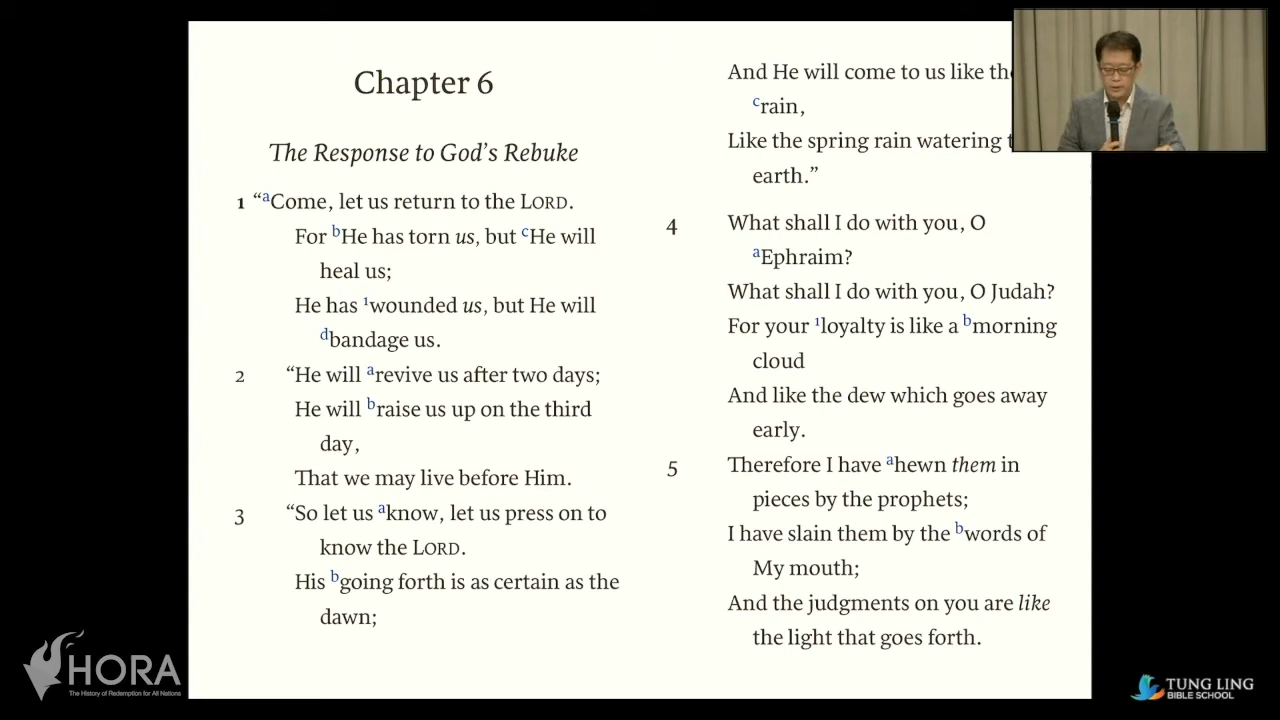 Chapter 6
The Response to God's Rebuke
1 “aCome, let us return to the LORD.
For bHe has torn us, but cHe will
heal us;
He has 1wounded us, but He will
dbandage us.
2 “He will arevive us after two days;
He will braise us up on the third
day,
That we may live before Him.
3 “So let us aknow, let us press on to
know the LORD.
His bgoing forth is as certain as the
dawn;
And He will come to us like the
crain,
Like the spring rain watering
earth.”
4 What shall I do with you, O
aEphraim?
What shall I do with you, O Judah?
For your 1loyalty is like a bmorning
cloud
And like the dew which goes away
early.
5 Therefore I have ahewn them in
pieces by the prophets;
I have slain them by the bwords of
My mouth;
And the judgments on you are like
the light that goes forth.
HORA
The History of Redemption for All Nations
TUNG LING
BIBLE SCHOOL